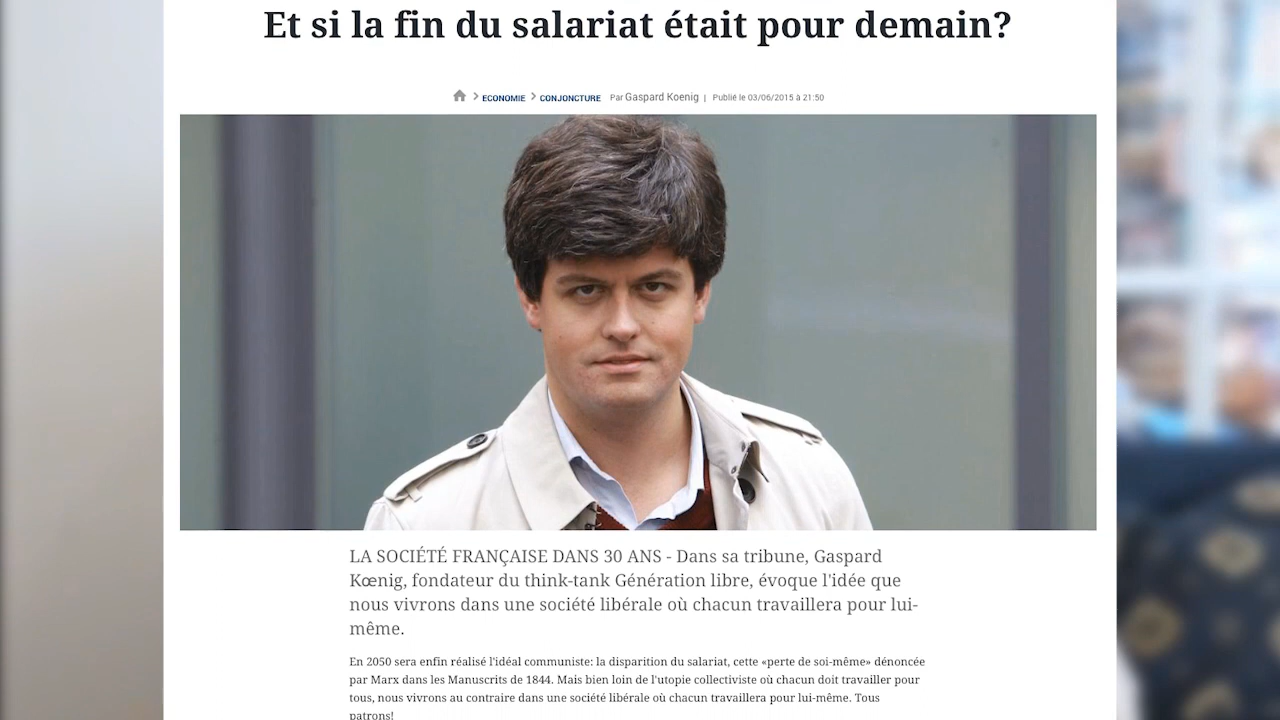 Et si la fin du salariat était pour demain?
ECONOMIE CONJONCTURE Par Gaspard Koenig | Publié le 03/06/2015 à 21:50
LA SOCIÉTÉ FRANÇAISE DANS 30 ANS - Dans sa tribune, Gaspard
Kœnig, fondateur du think-tank Génération libre, évoque l'idée que
nous vivrons dans une société libérale où chacun travaillera pour lui-
même.
En 2050 sera enfin réalisé l'idéal communiste: la disparition du salariat, cette «perte de soi-même» dénoncée
par Marx dans les Manuscrits de 1844. Mais bien loin de l'utopie collectiviste où chacun doit travailler pour
tous, nous vivrons au contraire dans une société libérale où chacun travaillera pour lui-même. Tous
patrons!